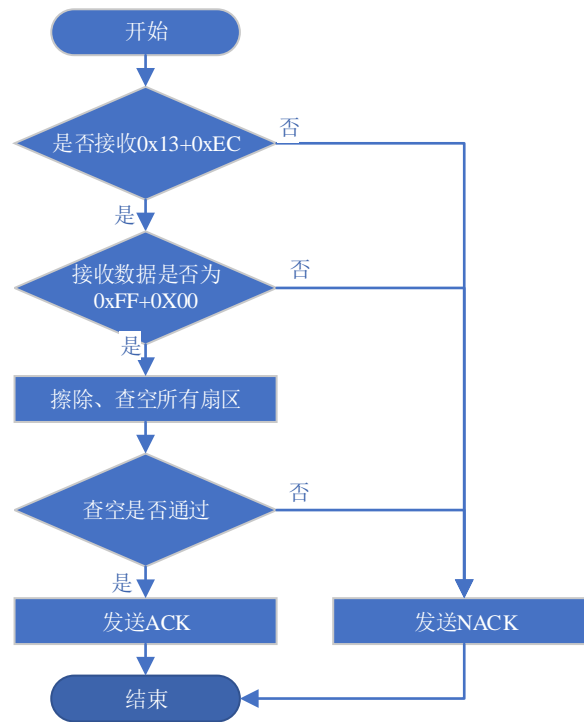 开始
是否接收0x13+0xEC
否
是
接收数据是否为
0xFF+0X00
否
是
擦除、查空所有扇区
查空是否通过
否
是
发送ACK
发送NACK
结束